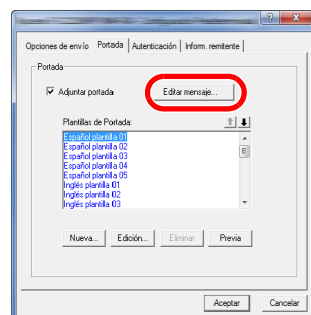 Opciones de envío Portada Autenticación Inform. remitente
Portada
Adjuntar portada Editar mensaje...
Plantillas de Portada:
Español plantilla 01
Español plantilla 02
Español plantilla 03
Español plantilla 04
Español plantilla 05
Inglés plantilla 01
Inglés plantilla 02
Inglés plantilla 03
Nueva... Edición... Eliminar Previa
Aceptar Cancelar